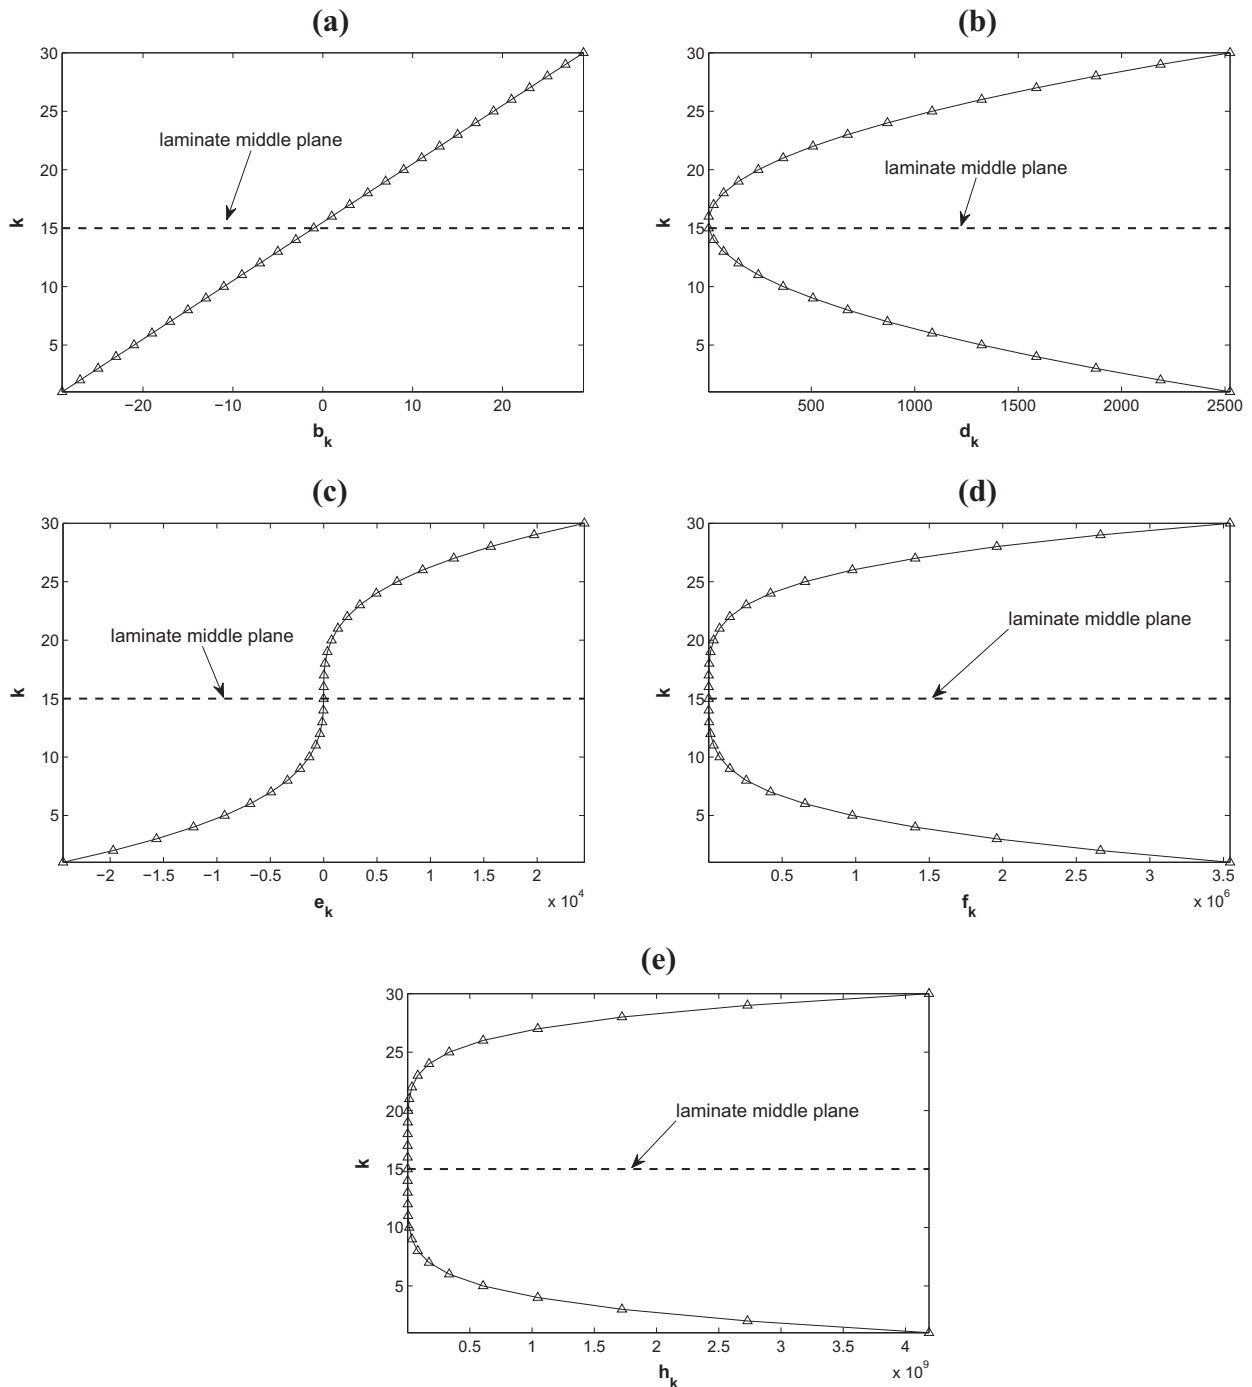 (a)
30
25
20
15
10
5
k
laminate middle plane
−20 −10 0 10 20
b_k
(b)
30
25
20
15
10
5
k
laminate middle plane
500 1000 1500 2000 2500
d_k
(c)
30
25
20
15
10
5
k
laminate middle plane
−2 −1.5 −1 −0.5 0 0.5 1 1.5 2
x 10^4
e_k
(d)
30
25
20
15
10
5
k
laminate middle plane
0.5 1 1.5 2 2.5 3 3.5
x 10^6
f_k
(e)
30
25
20
15
10
5
k
laminate middle plane
0.5 1 1.5 2 2.5 3 3.5 4
x 10^9
h_k